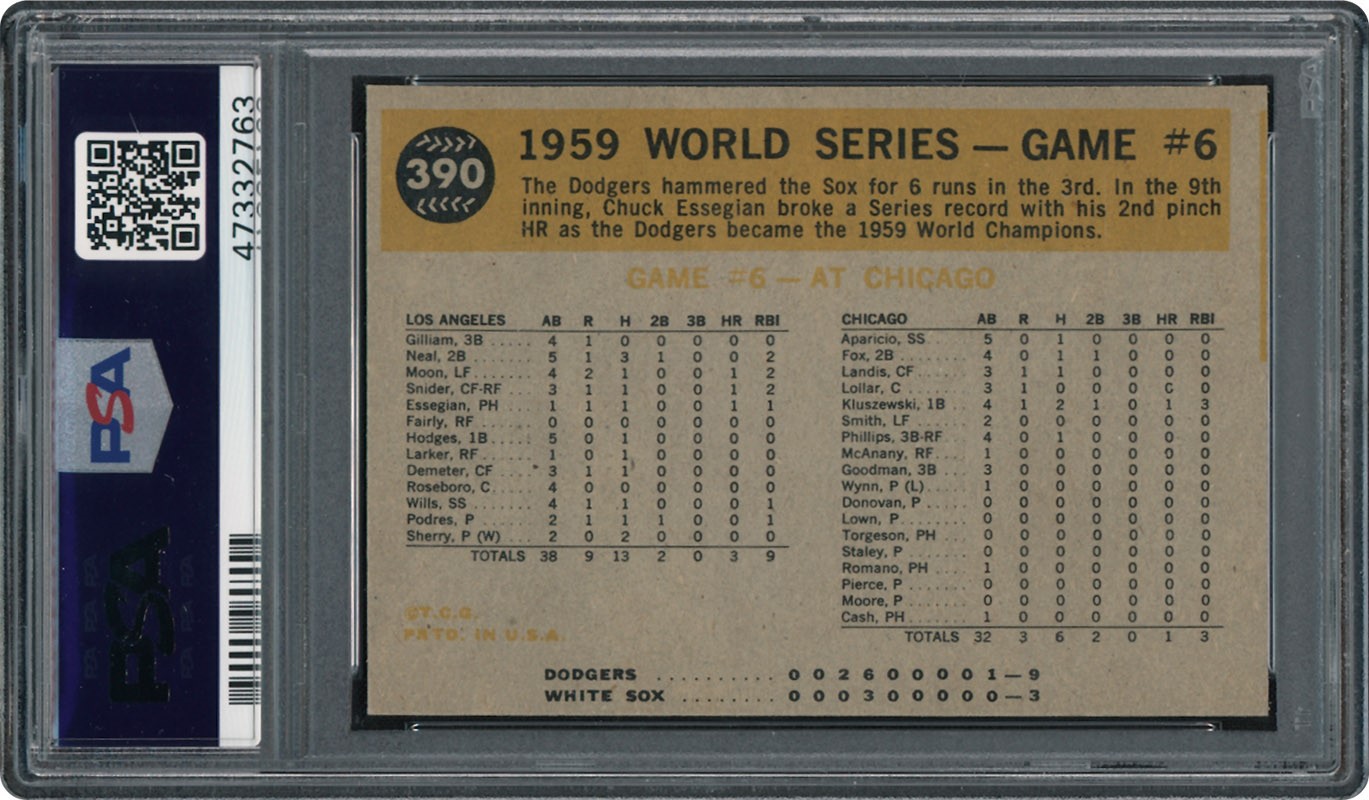 47332763
PSA
PSA
390
1959 WORLD SERIES — GAME #6
The Dodgers hammered the Sox for 6 runs in the 3rd. In the 9th
inning, Chuck Essegian broke a Series record with his 2nd pinch
HR as the Dodgers became the 1959 World Champions.
GAME #6 — AT CHICAGO
LOS ANGELES AB R H 2B 3B HR RBI
Gilliam, 3B ..... 4 1 0 0 0 0 0
Neal, 2B ....... 5 1 3 1 0 0 2
Moon, LF ....... 4 2 1 0 0 1 2
Snider, CF-RF 3 1 1 0 0 1 2
Essegian, PH ... 1 1 1 0 0 1 1
Fairly, RF ..... 0 0 0 0 0 0 0
Hodges, 1B ..... 5 0 1 0 0 0 0
Larker, RF ..... 1 0 1 0 0 0 0
Demeter, CF .... 3 1 1 0 0 0 0
Roseboro, C ..... 4 0 0 0 0 0 0
Wills, SS ...... 4 1 1 0 0 0 1
Podres, P ...... 2 1 1 1 0 0 1
Sherry, P (W) ... 2 0 2 0 0 0 0
TOTALS 38 9 13 2 0 3 9
CHICAGO AB R H 2B 3B HR RBI
Aparicio, SS ..... 5 0 1 0 0 0 0
Fox, 2B ........ 4 0 1 1 0 0 0
Landis, CF ...... 3 1 1 0 0 0 0
Lollar, C ....... 3 1 0 0 0 0 0
Kluszewski, 1B ... 4 1 2 1 0 1 3
Smith, LF ...... 2 0 0 0 0 0 0
Phillips, 3B-RF 4 0 1 0 0 0 0
McAnany, RF .... 1 0 0 0 0 0 0
Goodman, 3B .... 3 0 0 0 0 0 0
Wynn, P (L) ..... 1 0 0 0 0 0 0
Donovan, P ..... 0 0 0 0 0 0 0
Lown, P ........ 0 0 0 0 0 0 0
Torgeson, PH ... 0 0 0 0 0 0 0
Staley, P ...... 0 0 0 0 0 0 0
Romano, PH .... 1 0 0 0 0 0 0
Pierce, P ....... 0 0 0 0 0 0 0
Moore, P ....... 0 0 0 0 0 0 0
Cash, PH ....... 1 0 0 0 0 0 0
TOTALS 32 3 6 2 0 1 3
©T.C.G.
PRTD. IN U.S.A.
DODGERS .......... 0 0 2 6 0 0 0 0 1 — 9
WHITE SOX ........ 0 0 0 3 0 0 0 0 0 — 3